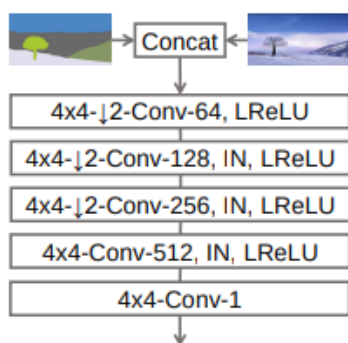 Concat
4x4-↓2-Conv-64, LReLU
4x4-↓2-Conv-128, IN, LReLU
4x4-↓2-Conv-256, IN, LReLU
4x4-Conv-512, IN, LReLU
4x4-Conv-1